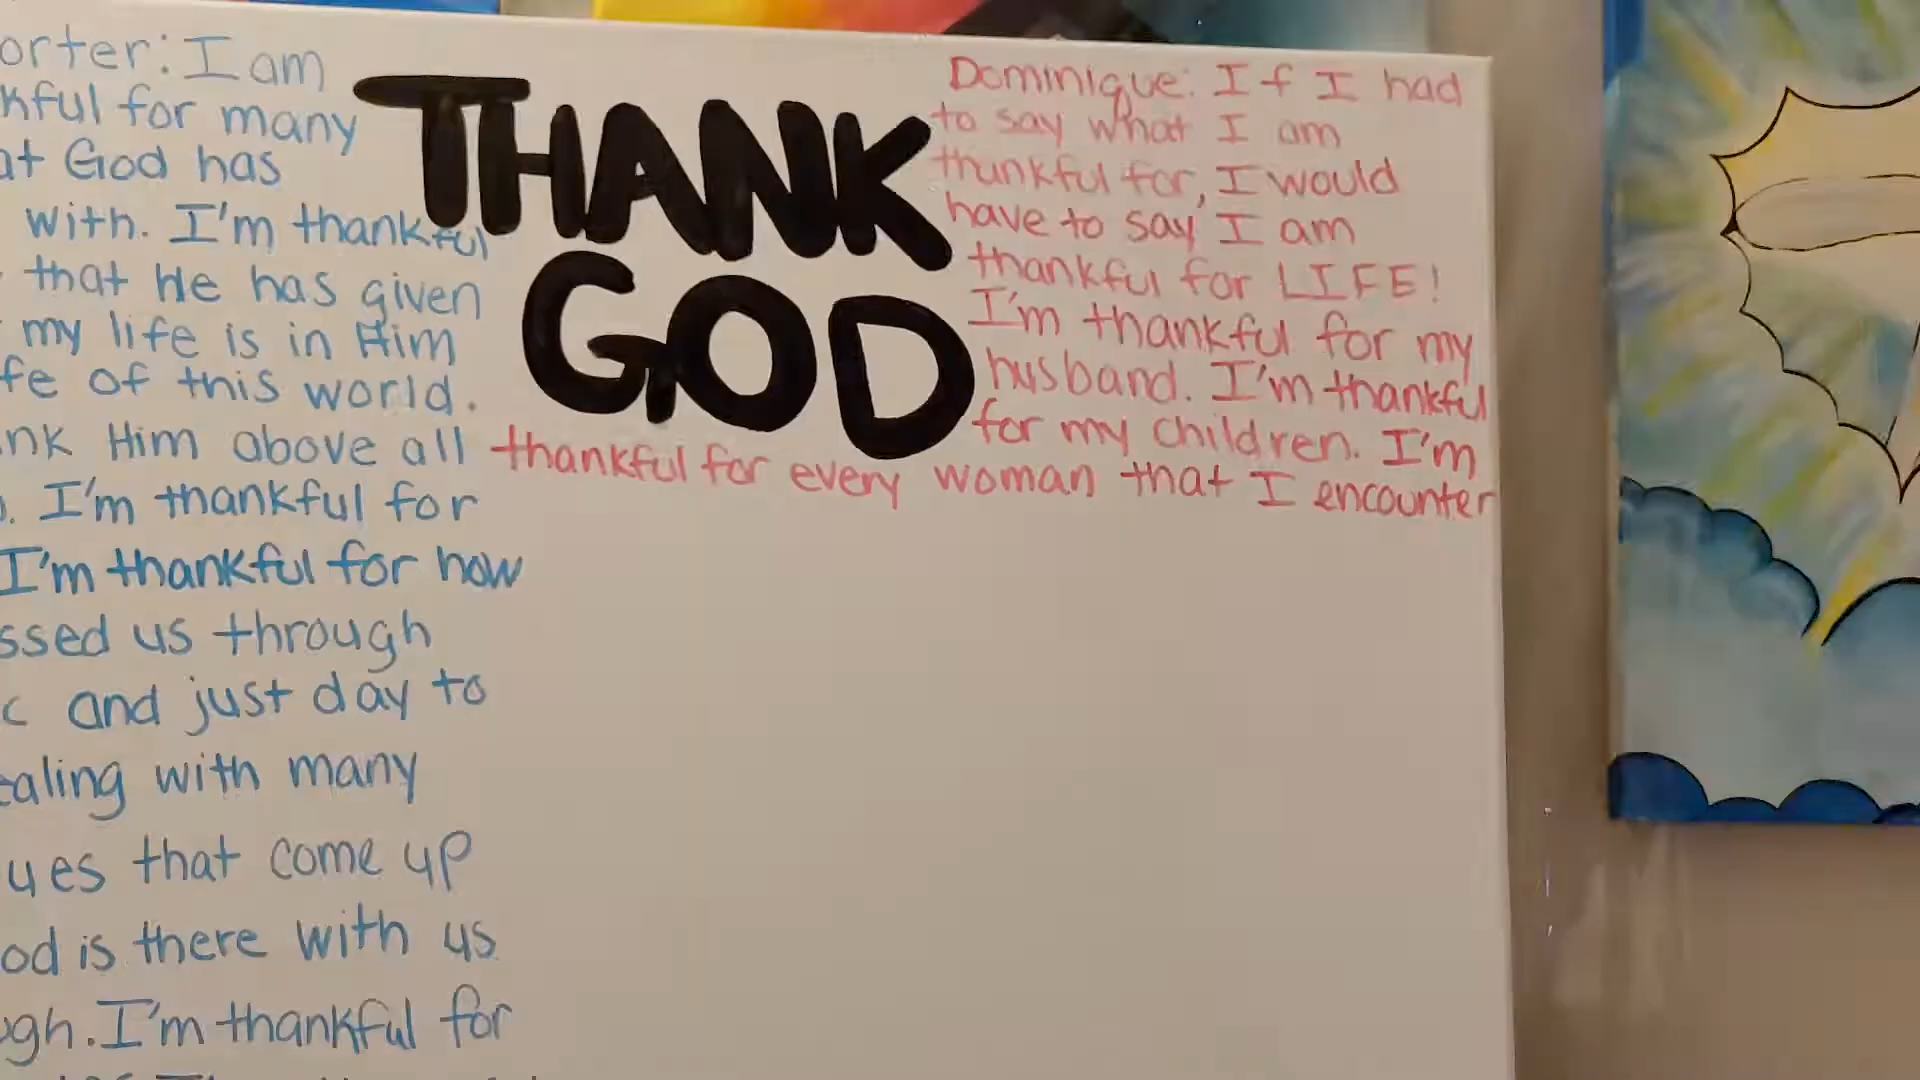 orter: I am
kful for many
at God has
with. I'm thankful
that He has given
my life is in Him
fe of this world.
nk Him above all
. I'm thankful for
I'm thankful for how
ssed us through
c and just day to
ealing with many
ues that come up
od is there with us
ugh. I'm thankful for
THANK
GOD
Dominique: If I had
to say what I am
thankful for, I would
have to say I am
thankful for LIFE!
I'm thankful for my
husband. I'm thankful
for my children. I'm
thankful for every woman that I encounter